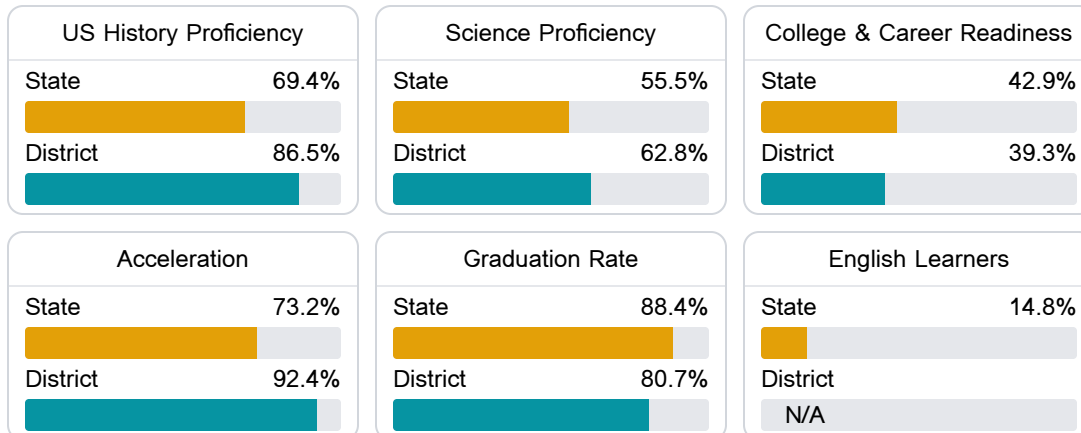 US History Proficiency
State 69.4%
District 86.5%
Science Proficiency
State 55.5%
District 62.8%
College & Career Readiness
State 42.9%
District 39.3%
Acceleration
State 73.2%
District 92.4%
Graduation Rate
State 88.4%
District 80.7%
English Learners
State 14.8%
District
N/A